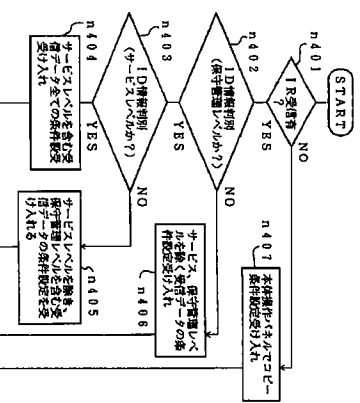 START
n401
IR受信有
?
NO
YES
n402
ID情報判別
(保守管理レベルか?)
NO
YES
n403
ID情報判別
(サービスレベルか?)
NO
YES
n404
サービスレベルを含む受
信データ全ての条件設定
受け入れ
n405
サービスレベルを除き、
保守管理レベルを含む受
信データの条件設定を受
け入れる
n406
サービス、保守管理レベ
ルを除く受信データの条
件設定受け入れ
n407
本体操作パネルでコピー
条件設定受け入れ